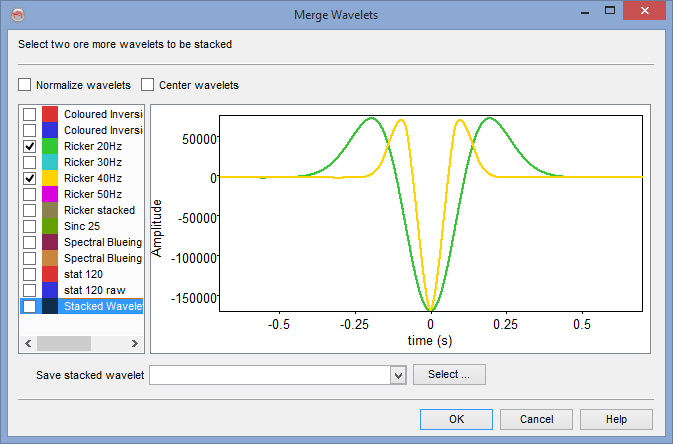 Merge Wavelets
Select two ore more wavelets to be stacked
Normalize wavelets
Center wavelets
Coloured Inversi
Coloured Inversi
Ricker 20Hz
Ricker 30Hz
Ricker 40Hz
Ricker 50Hz
Ricker stacked
Sinc 25
Spectral Blueing
Spectral Blueing
stat 120
stat 120 raw
Stacked Wavelet
50000
0
-50000
-100000
-150000
Amplitude
-0.5
-0.25
0
0.25
0.5
time (s)
Save stacked wavelet
Select ...
OK
Cancel
Help